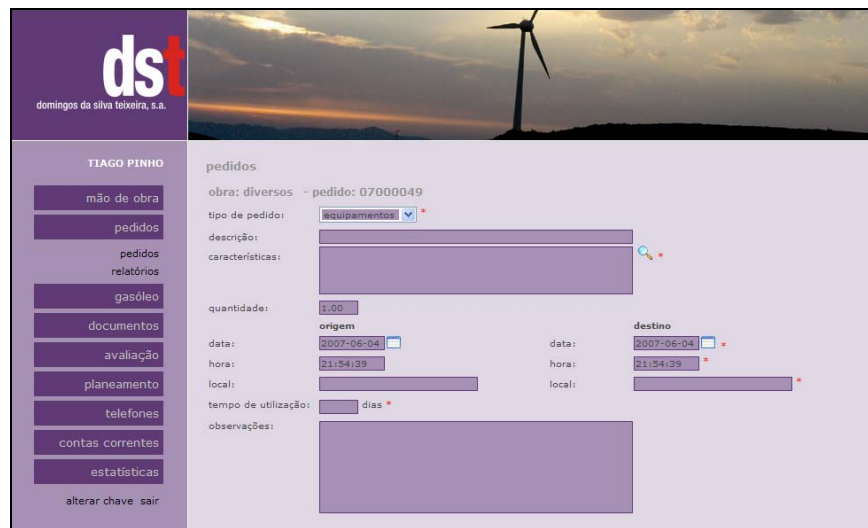 dst
domingos da silva teixeira, s.a.
TIAGO PINHO
mão de obra
pedidos
pedidos
relatórios
gasóleo
documentos
avaliação
planeamento
telefones
contas correntes
estatísticas
alterar chave sair
pedidos
obra: diversos - pedido: 07000049
tipo de pedido: equipamentos *
descrição:
características: *
quantidade: 1.00
origem destino
data: 2007-06-04 data: 2007-06-04 *
hora: 21:54:39 hora: 21:54:39 *
local: local: *
tempo de utilização: dias *
observações: